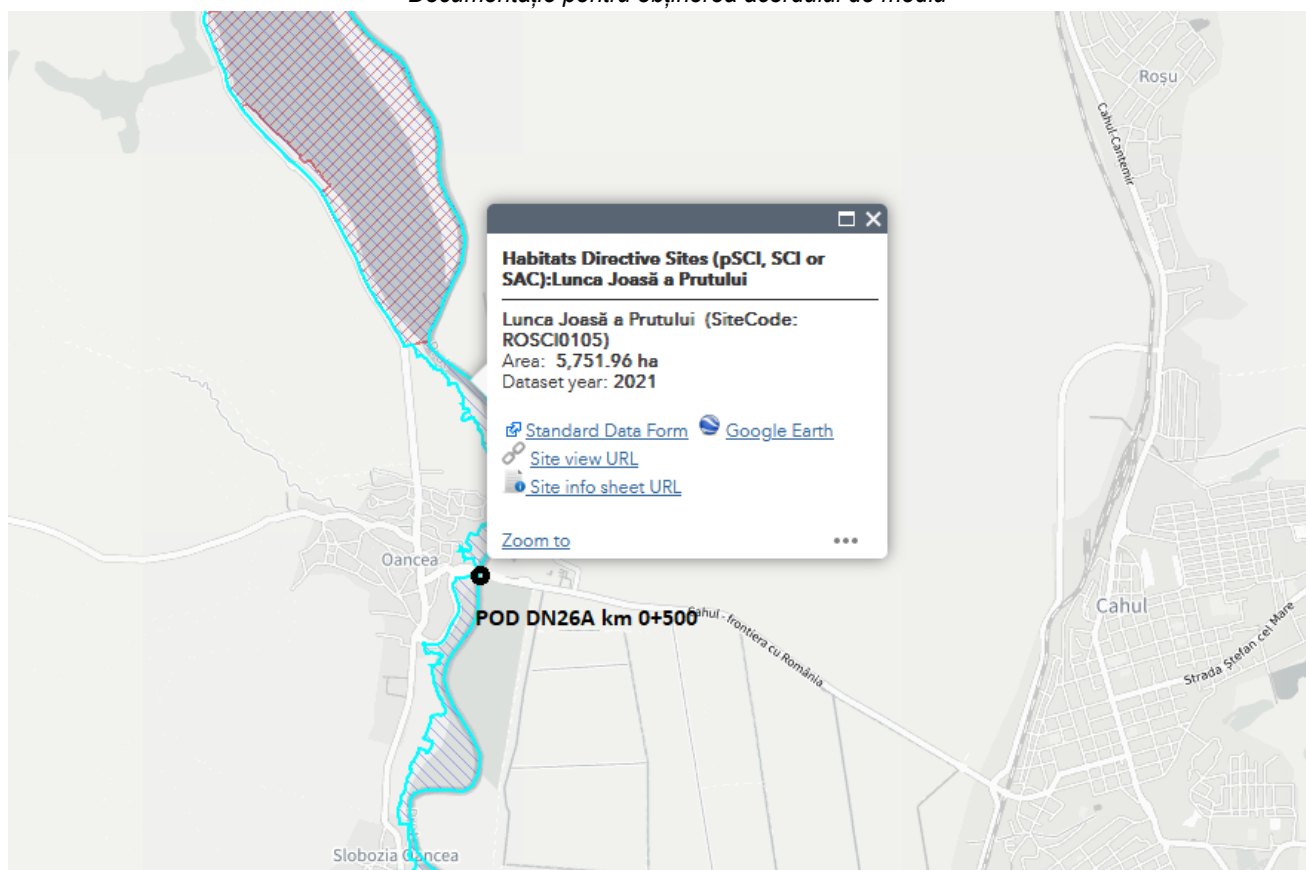 Documentație pentru obținerea acordului de mediu
Roșu
Cahul-Cantemir
Habitats Directive Sites (pSCI, SCI or
SAC):Lunca Joasă a Prutului
Lunca Joasă a Prutului (SiteCode:
ROSCI0105)
Area: 5,751.96 ha
Dataset year: 2021
Standard Data Form Google Earth
Site view URL
Site info sheet URL
Zoom to
Oancea
POD DN26A km 0+500
Cahul - frontiera cu România
Cahul
Strada Ștefan cel Mare
Slobozia Oancea